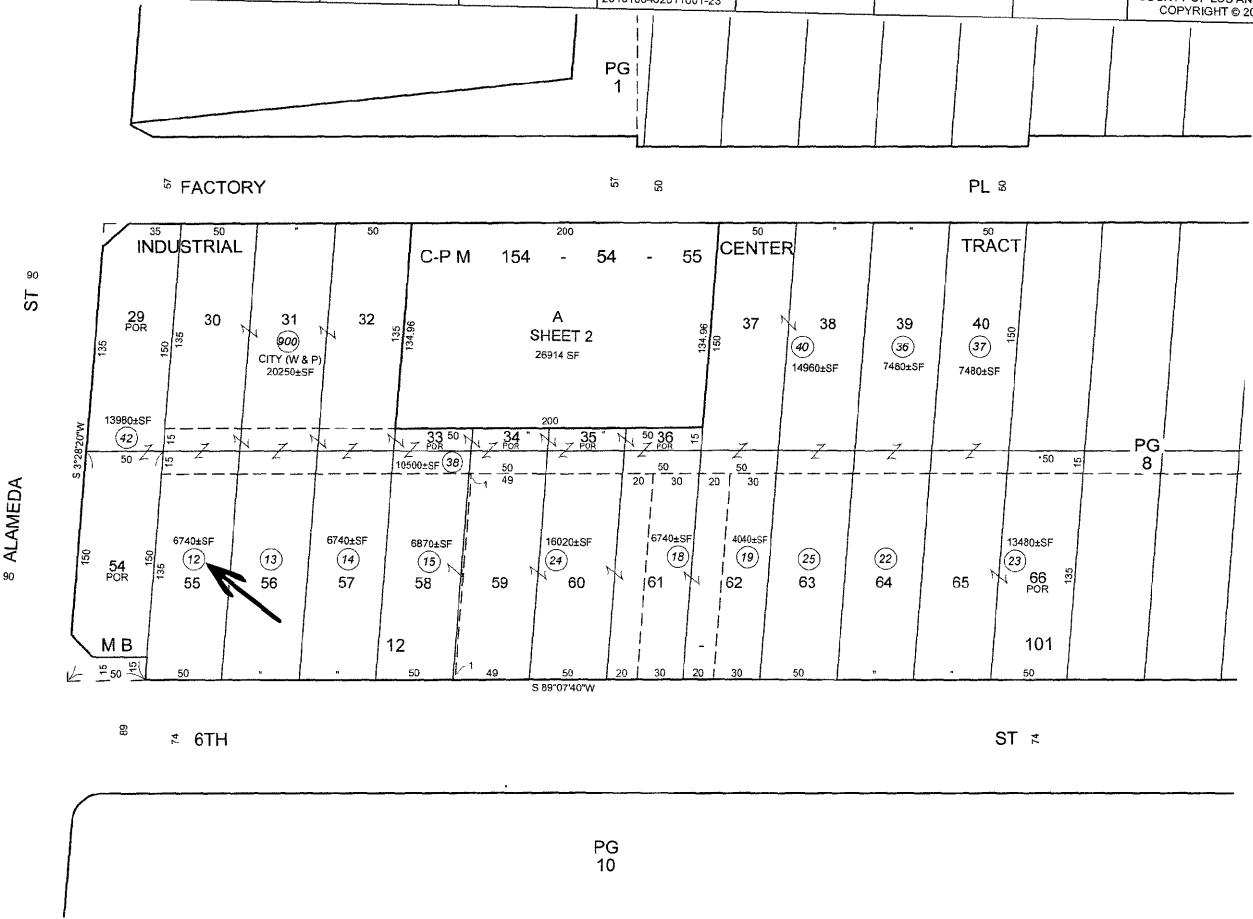 COPYRIGHT © 20
PG
1
57 FACTORY
57
50
PL 50
35 50 " 50 200 50 " " 50
INDUSTRIAL
CENTER
TRACT
C-P M 154 - 54 - 55
90
ST
29
POR
30
31
900
CITY (W & P)
20250±SF
32
A
SHEET 2
26914 SF
37
38
40
14960±SF
39
36
7480±SF
40
37
7480±SF
135
150
135
135
134.96
134.96
150
150
13980±SF
42
200
33
POR
50
34
POR
"
35
POR
"
50
36
POR
15
15
15
50
S 3°28'20"W
10500±SF 38
50
50
50
50
15
PG
8
1
49
20 30 20 30
ALAMEDA
90
150
54
POR
150
135
6740±SF
12
55
13
56
6740±SF
14
57
6870±SF
15
58
59
16020±SF
24
60
6740±SF
18
61
4040±SF
19
62
25
63
22
64
65
13480±SF
23
66
POR
135
M B
12
-
101
15
50
15
50 " " 50 1 49 50 20 30 20 30 50 " " 50
S 89°07'40"W
89
74 6TH
ST 74
PG
10